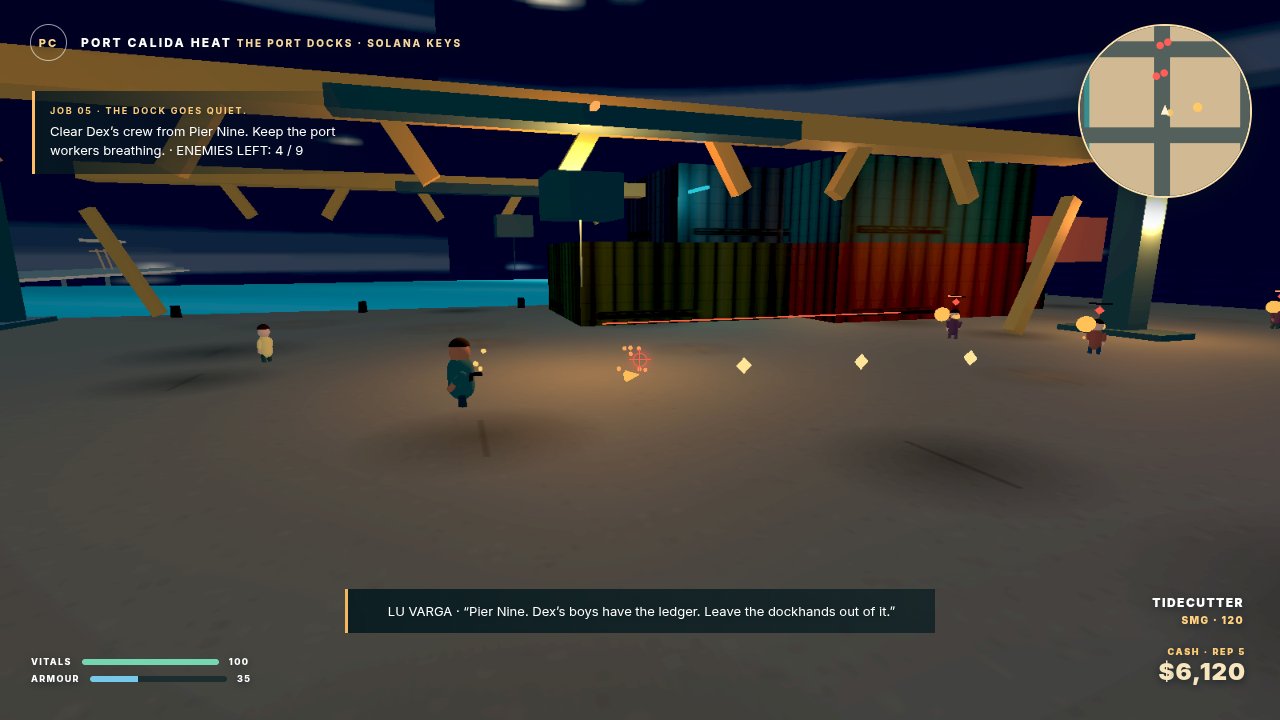 PC
PORT CALIDA HEAT THE PORT DOCKS · SOLANA KEYS
JOB 05 · THE DOCK GOES QUIET.
Clear Dex’s crew from Pier Nine. Keep the port
workers breathing. · ENEMIES LEFT: 4 / 9
LU VARGA · “Pier Nine. Dex’s boys have the ledger. Leave the dockhands out of it.”
TIDECUTTER
SMG · 120
CASH · REP 5
$6,120
VITALS 100
ARMOUR 35